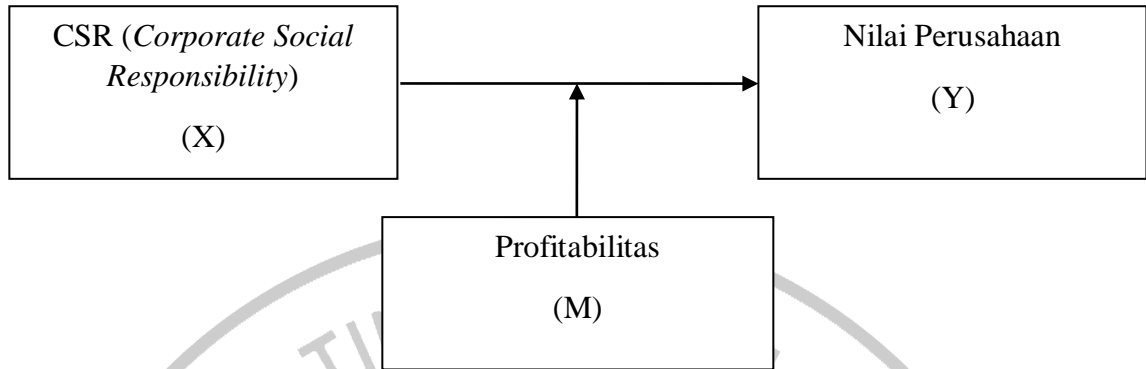 CSR (Corporate Social
Responsibility)
(X)
Nilai Perusahaan
(Y)
Profitabilitas
(M)